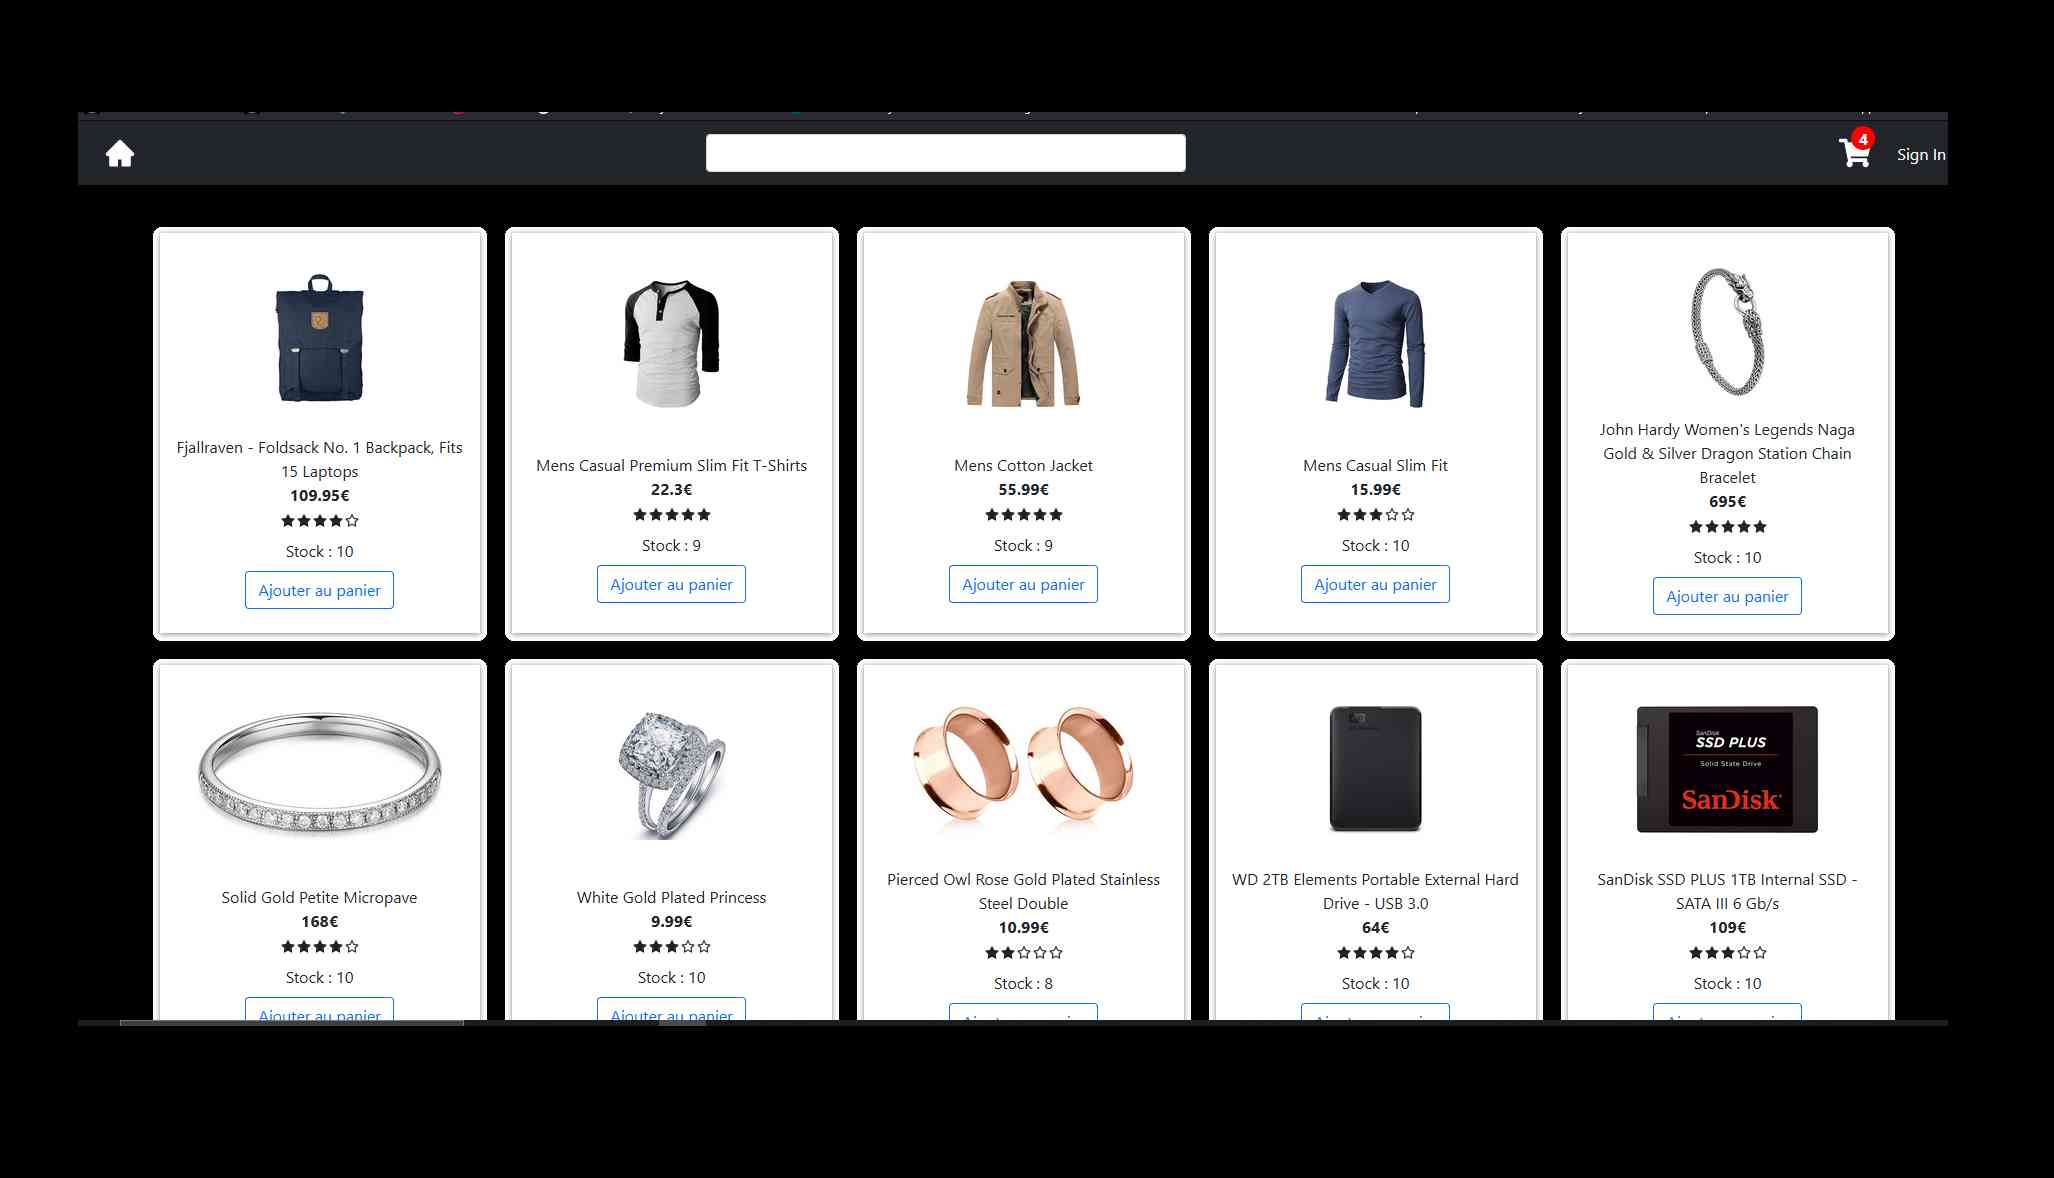 4
Sign In
Fjallraven - Foldsack No. 1 Backpack, Fits
15 Laptops
109.95€
Stock : 10
Ajouter au panier
Mens Casual Premium Slim Fit T-Shirts
22.3€
Stock : 9
Ajouter au panier
Mens Cotton Jacket
55.99€
Stock : 9
Ajouter au panier
Mens Casual Slim Fit
15.99€
Stock : 10
Ajouter au panier
John Hardy Women's Legends Naga
Gold & Silver Dragon Station Chain
Bracelet
695€
Stock : 10
Ajouter au panier
Solid Gold Petite Micropave
168€
Stock : 10
Ajouter au panier
White Gold Plated Princess
9.99€
Stock : 10
Ajouter au panier
Pierced Owl Rose Gold Plated Stainless
Steel Double
10.99€
Stock : 8
WD 2TB Elements Portable External Hard
Drive - USB 3.0
64€
Stock : 10
SanDisk
SSD PLUS
Solid State Drive
SanDisk
SanDisk SSD PLUS 1TB Internal SSD -
SATA III 6 Gb/s
109€
Stock : 10